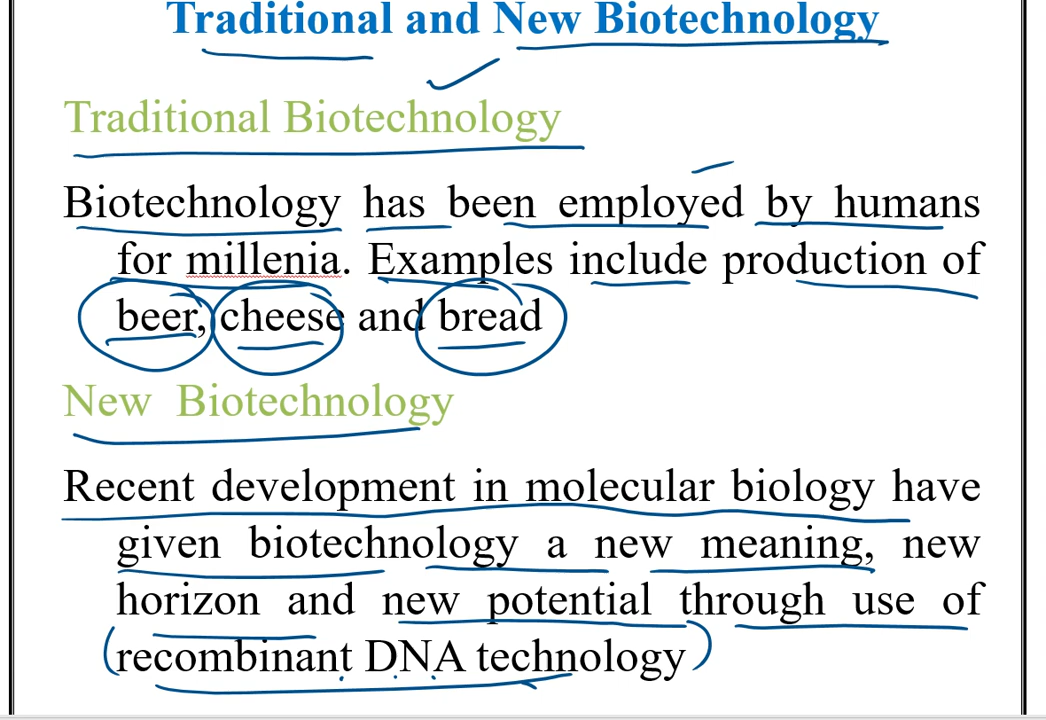 Traditional and New Biotechnology
Traditional Biotechnology
Biotechnology has been employed by humans
for millenia. Examples include production of
beer, cheese and bread
New Biotechnology
Recent development in molecular biology have
given biotechnology a new meaning, new
horizon and new potential through use of
recombinant DNA technology